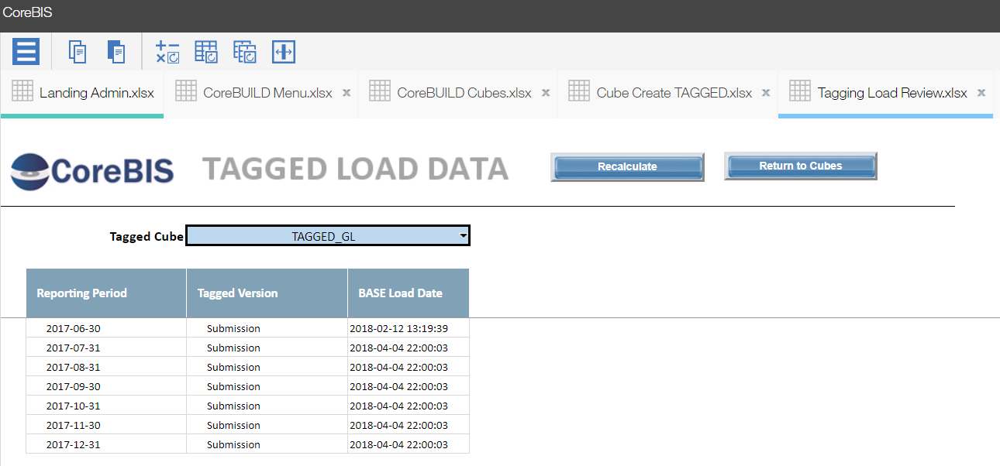 CoreBIS
Landing Admin.xlsx CoreBUILD Menu.xlsx x CoreBUILD Cubes.xlsx x Cube Create TAGGED.xlsx x Tagging Load Review.xlsx x
CoreBIS TAGGED LOAD DATA Recalculate Return to Cubes
Tagged Cube TAGGED_GL
Reporting Period Tagged Version BASE Load Date
2017-06-30 Submission 2018-02-12 13:19:39
2017-07-31 Submission 2018-04-04 22:00:03
2017-08-31 Submission 2018-04-04 22:00:03
2017-09-30 Submission 2018-04-04 22:00:03
2017-10-31 Submission 2018-04-04 22:00:03
2017-11-30 Submission 2018-04-04 22:00:03
2017-12-31 Submission 2018-04-04 22:00:03